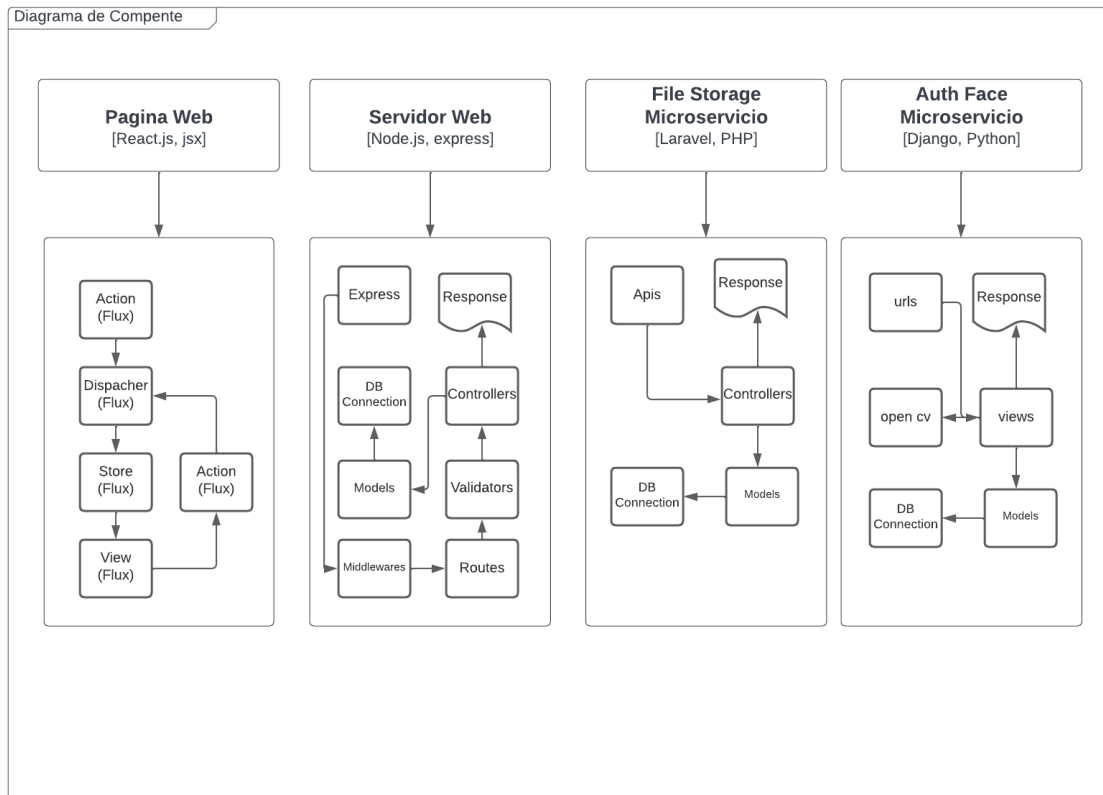 Diagrama de Compente
Pagina Web
[React.js, jsx]
Servidor Web
[Node.js, express]
File Storage
Microservicio
[Laravel, PHP]
Auth Face
Microservicio
[Django, Python]
Action
(Flux)
Dispacher
(Flux)
Store
(Flux)
Action
(Flux)
View
(Flux)
Express
Response
DB
Connection
Controllers
Models
Validators
Middlewares
Routes
Apis
Response
Controllers
DB
Connection
Models
urls
Response
open cv
views
DB
Connection
Models